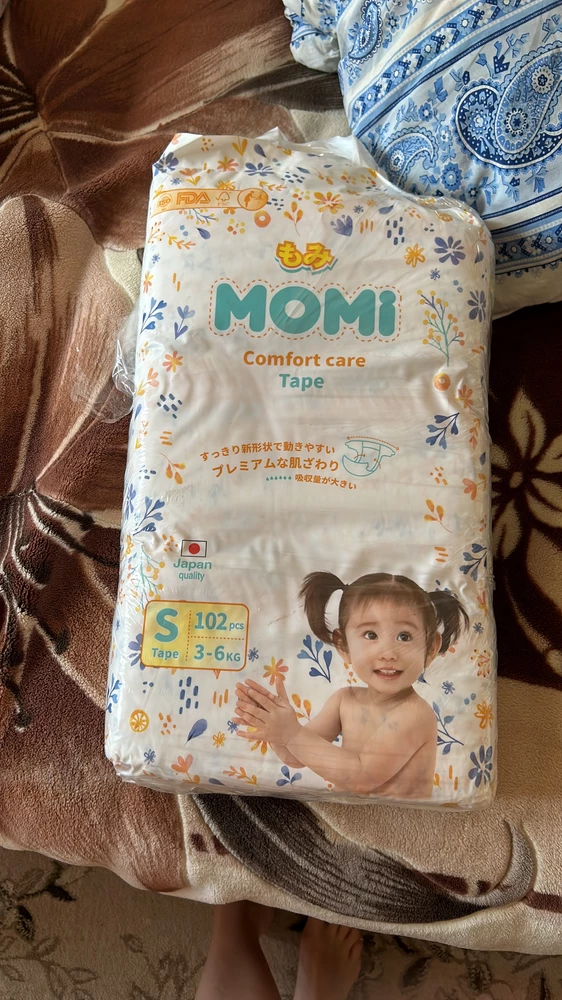 FDA
もみ
MOMi
Comfort care
Tape
すっきり新形状で動きやすい
プレミアムな肌ざわり
吸収量が大きい
Japan
quality
S
Tape
102 pcs
3-6KG